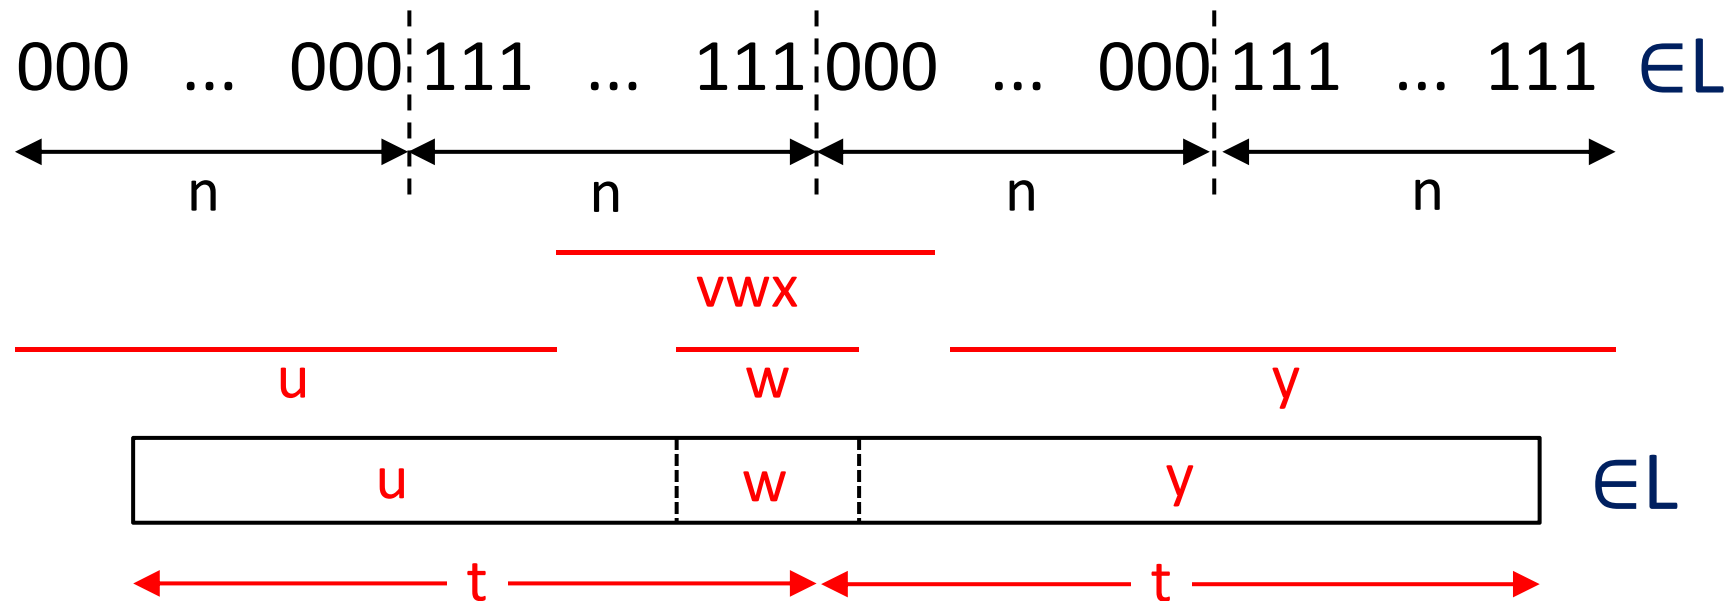 000 ... 000 111 ... 111 000 ... 000 111 ... 111 ∈L
n n n n
vwx
u w y
u w y ∈L
t t